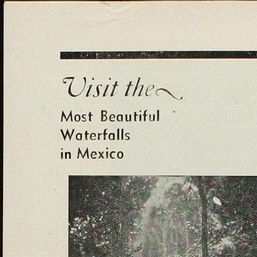 Visit the
Most Beautiful
Waterfalls
in Mexico